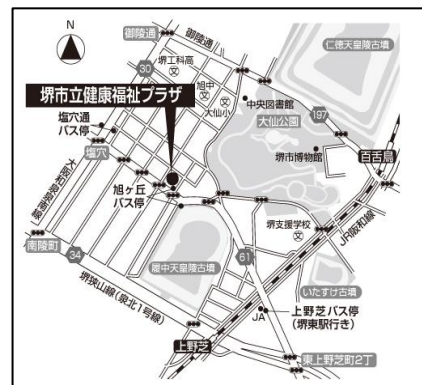 N
御陵通
御陵通
仁徳天皇陵古墳
30
堺工科高
文
旭中
文
大仙小
文
中央図書館
197
大仙公園
堺市立健康福祉プラザ
塩穴通
バス停
堺市博物館
百舌鳥
塩穴
大阪和泉泉南線
旭ヶ丘
バス停
JR阪和線
堺支援学校
文
南陵町
34
履中天皇陵古墳
61
いたすけ古墳
堺狭山線(泉北1号線)
上野芝バス停
(堺東駅行き)
JA
上野芝
東上野芝町2丁